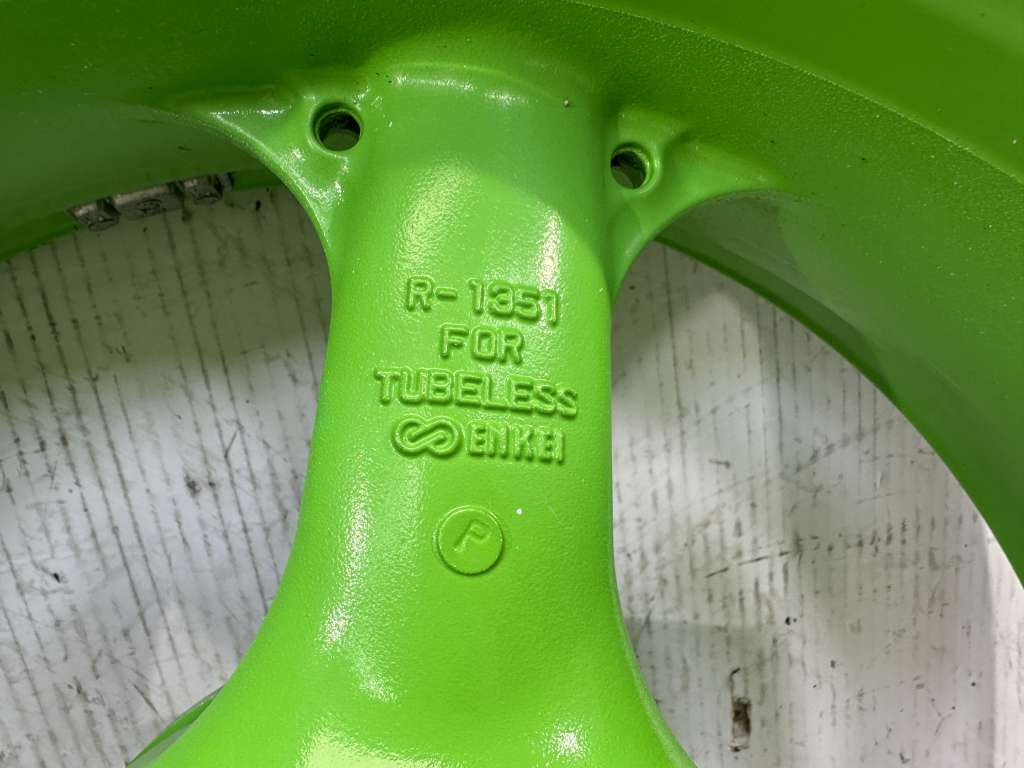 R-1351
FOR
TUBELESS
ENKEI